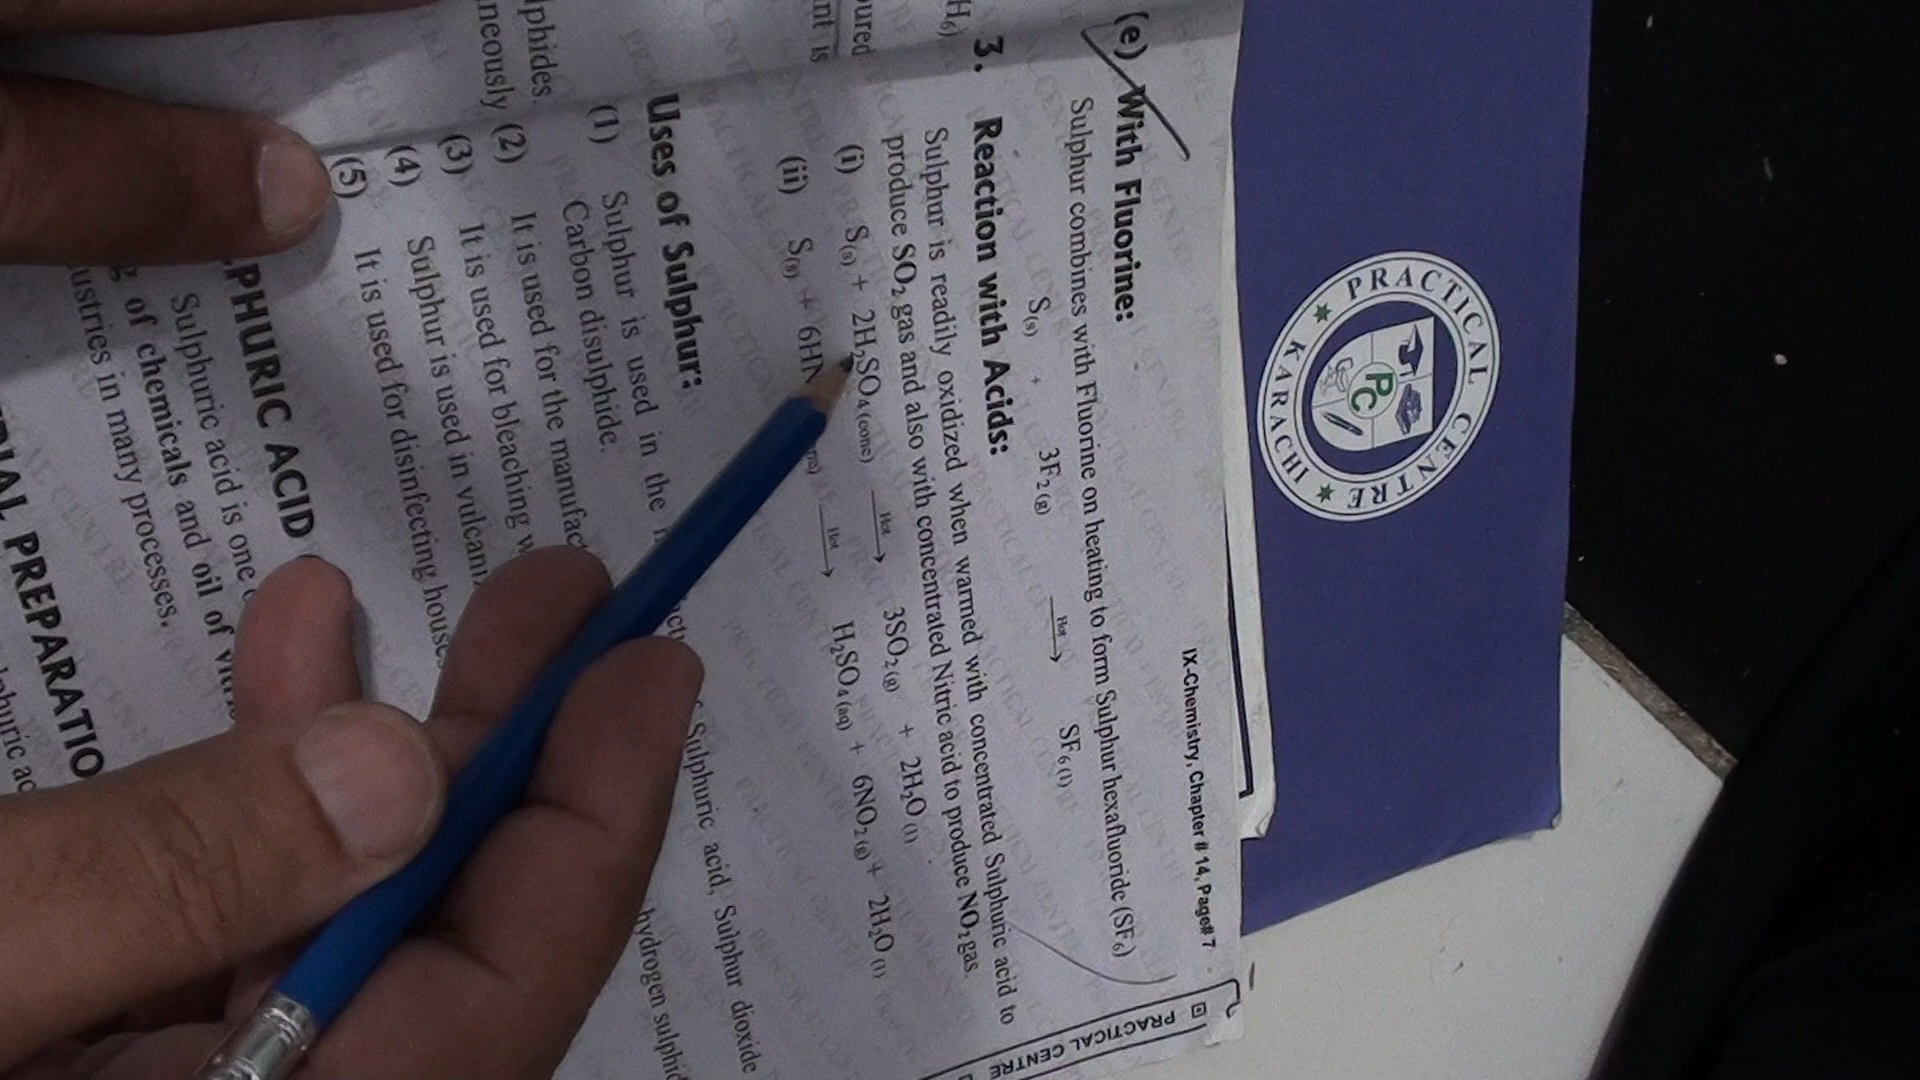 IX-Chemistry, Chapter # 14, Page# 7
(e) With Fluorine:
Sulphur combines with Fluorine on heating to form Sulphur hexafluoride (SF₆)
S(s) + 3F₂(g) Hot → SF₆(l)
H₆).
3. Reaction with Acids:
Sulphur is readily oxidized when warmed with concentrated Sulphuric acid to
produce SO₂ gas and also with concentrated Nitric acid to produce NO₂ gas.
(i) S(s) + 2H₂SO₄(conc) Hot → 3SO₂(g) + 2H₂O(l)
(ii) S(s) + 6HN Hot → H₂SO₄(aq) + 6NO₂(g) + 2H₂O(l)
Uses of Sulphur:
(1) Sulphur is used in the Sulphuric acid, Sulphur dioxide
Carbon disulphide. hydrogen sulphid
(2) It is used for the manufac
(3) It is used for bleaching
(4) Sulphur is used in vulcani
(5) It is used for disinfecting house
lphides.
neously
PHURIC ACID
Sulphuric acid is one
of chemicals and oil of
ustries in many processes.
PREPARATIO
PRACTICAL CENTRE
PRACTICAL CENTRE
KARACHI
PC